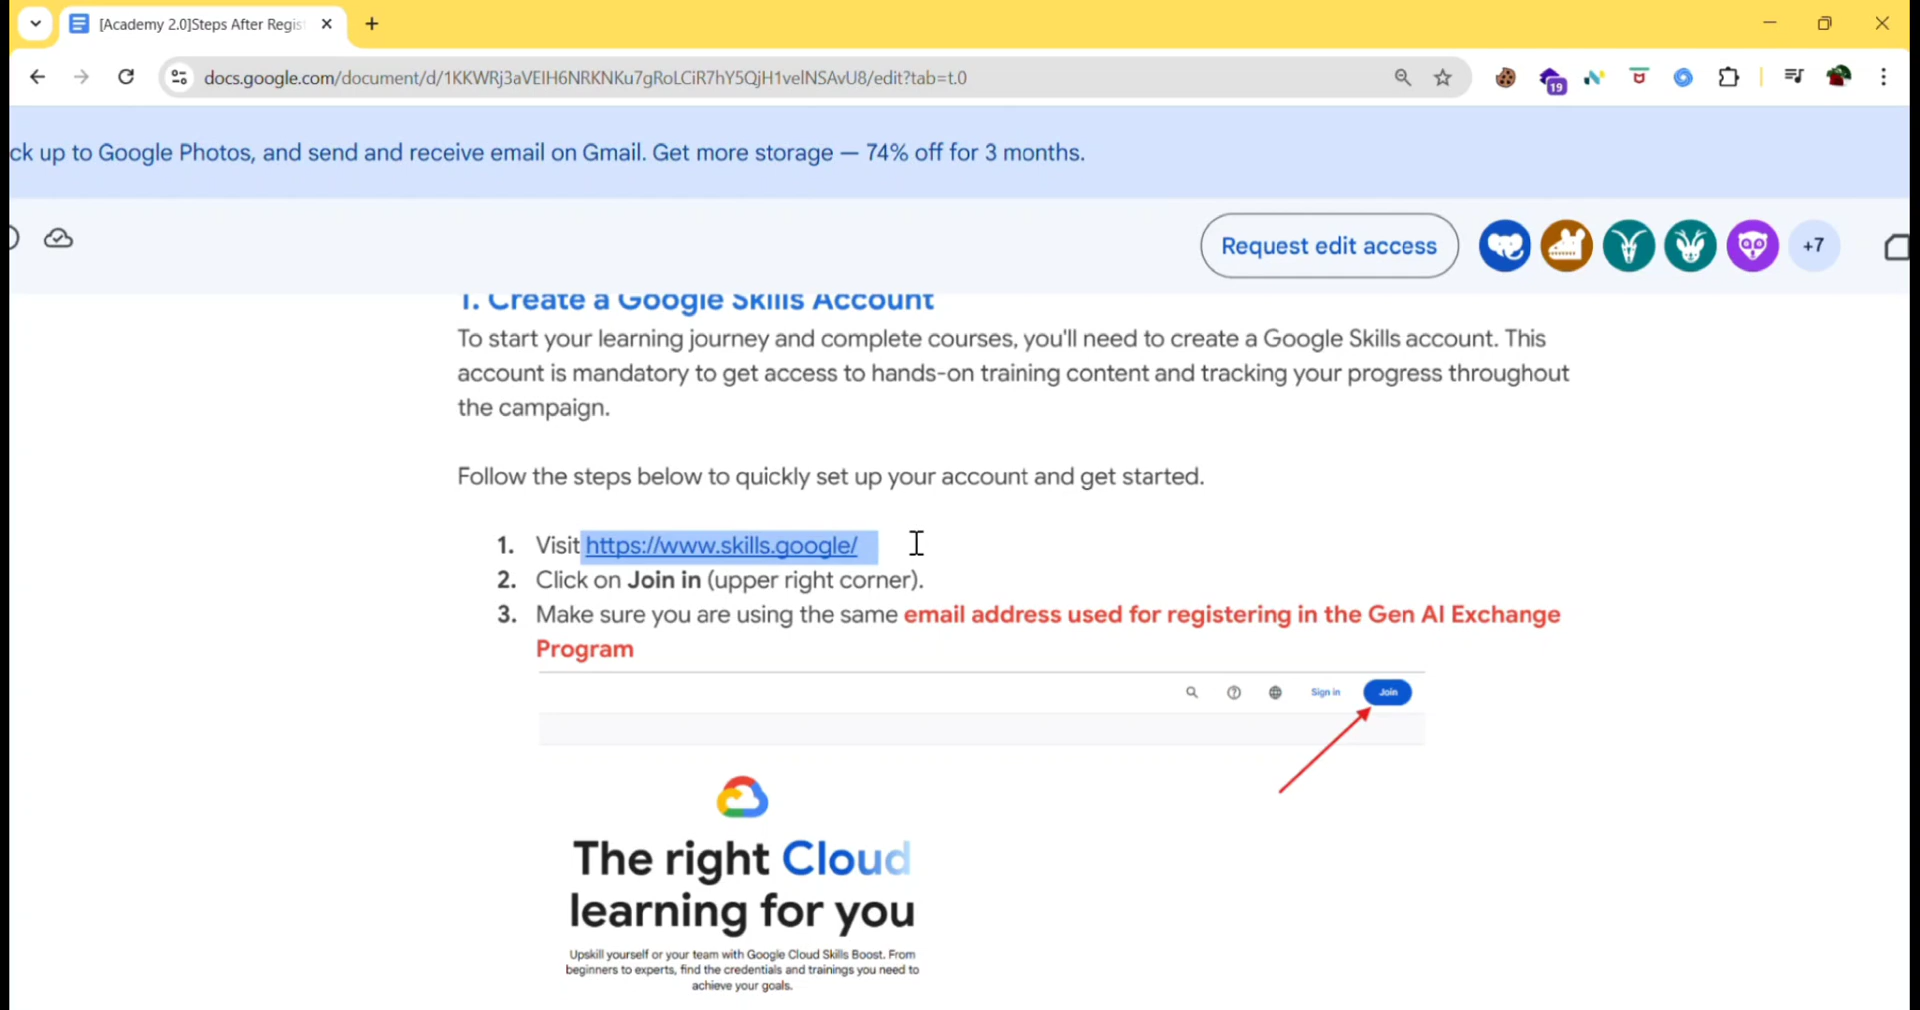 [Academy 2.0]Steps After Regis
docs.google.com/document/d/1KKWRj3aVEIH6NRKNKu7gRoLCiR7hY5QjH1velNSAvU8/edit?tab=t.0
19
ck up to Google Photos, and send and receive email on Gmail. Get more storage — 74% off for 3 months.
Request edit access
+7
1. Create a Google Skills Account
To start your learning journey and complete courses, you'll need to create a Google Skills account. This
account is mandatory to get access to hands-on training content and tracking your progress throughout
the campaign.
Follow the steps below to quickly set up your account and get started.
1. Visit https://www.skills.google/
2. Click on Join in (upper right corner).
3. Make sure you are using the same email address used for registering in the Gen AI Exchange
Program
Sign in
Join
The right Cloud
learning for you
Upskill yourself or your team with Google Cloud Skills Boost. From
beginners to experts, find the credentials and trainings you need to
achieve your goals.